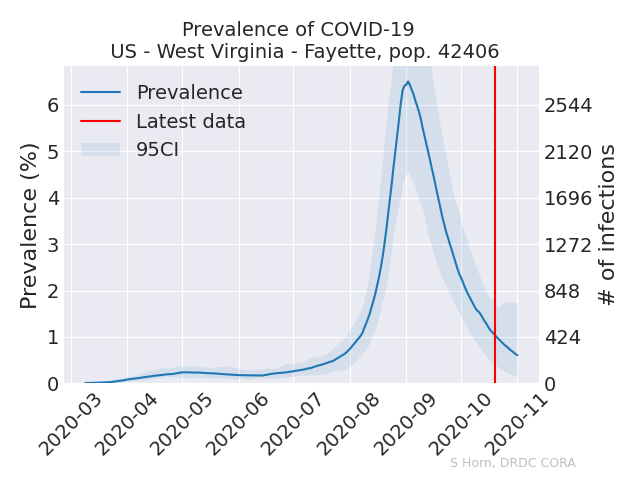 Prevalence of COVID-19
US - West Virginia - Fayette, pop. 42406
Prevalence
Latest data
95CI
Prevalence (%)
6
5
4
3
2
1
0
2544
2120
1696
1272
848
424
0
# of infections
2020-03
2020-04
2020-05
2020-06
2020-07
2020-08
2020-09
2020-10
2020-11
S Horn, DRDC CORA